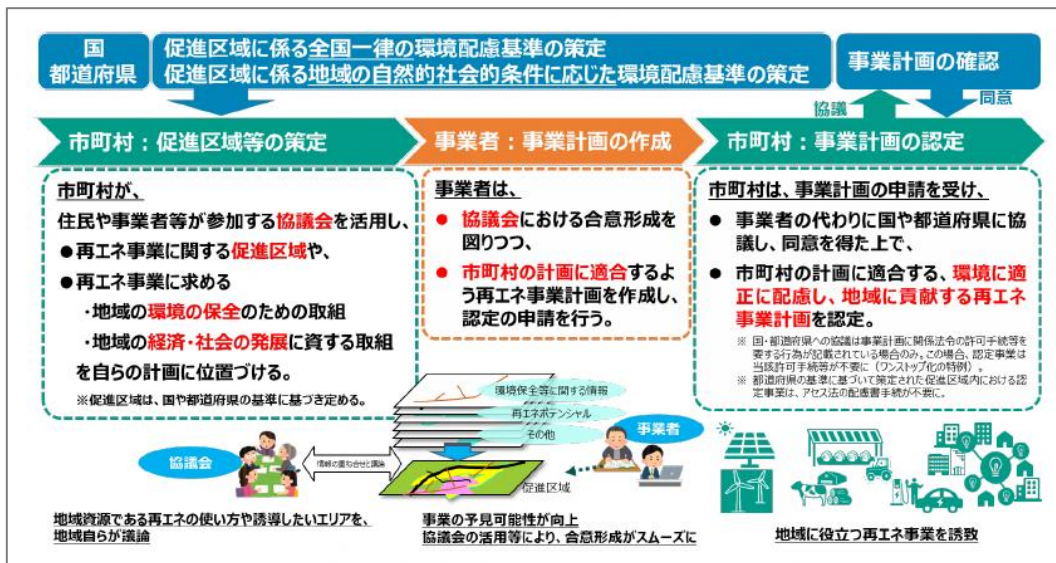 国
都道府県
促進区域に係る全国一律の環境配慮基準の策定
促進区域に係る地域の自然的社会的条件に応じた環境配慮基準の策定
事業計画の確認
協議
同意
市町村：促進区域等の策定
市町村が、
住民や事業者等が参加する協議会を活用し、
●再エネ事業に関する促進区域や、
●再エネ事業に求める
・地域の環境の保全のための取組
・地域の経済・社会の発展に資する取組
を自らの計画に位置づける。
※促進区域は、国や都道府県の基準に基づき定める。
事業者：事業計画の作成
事業者は、
● 協議会における合意形成を
図りつつ、
● 市町村の計画に適合するよ
う再エネ事業計画を作成し、
認定の申請を行う。
市町村：事業計画の認定
市町村は、事業計画の申請を受け、
● 事業者の代わりに国や都道府県に協
議し、同意を得た上で、
● 市町村の計画に適合する、環境に適
正に配慮し、地域に貢献する再エネ
事業計画を認定。
※ 国・都道府県への協議は事業計画に関係法令の許可手続等を
要する行為が記載されている場合のみ。この場合、認定事業は
当該許可手続等が不要に（ワンストップ化の特例）。
※ 都道府県の基準に基づいて策定された促進区域内における認
定事業は、アセス法の配慮書手続が不要に。
協議会
情報の重ね合せと議論
環境保全等に関する情報
再エネポテンシャル
その他
促進区域
事業者
地域資源である再エネの使い方や誘導したいエリアを、
地域自らが議論
事業の予見可能性が向上
協議会の活用等により、合意形成がスムーズに
地域に役立つ再エネ事業を誘致